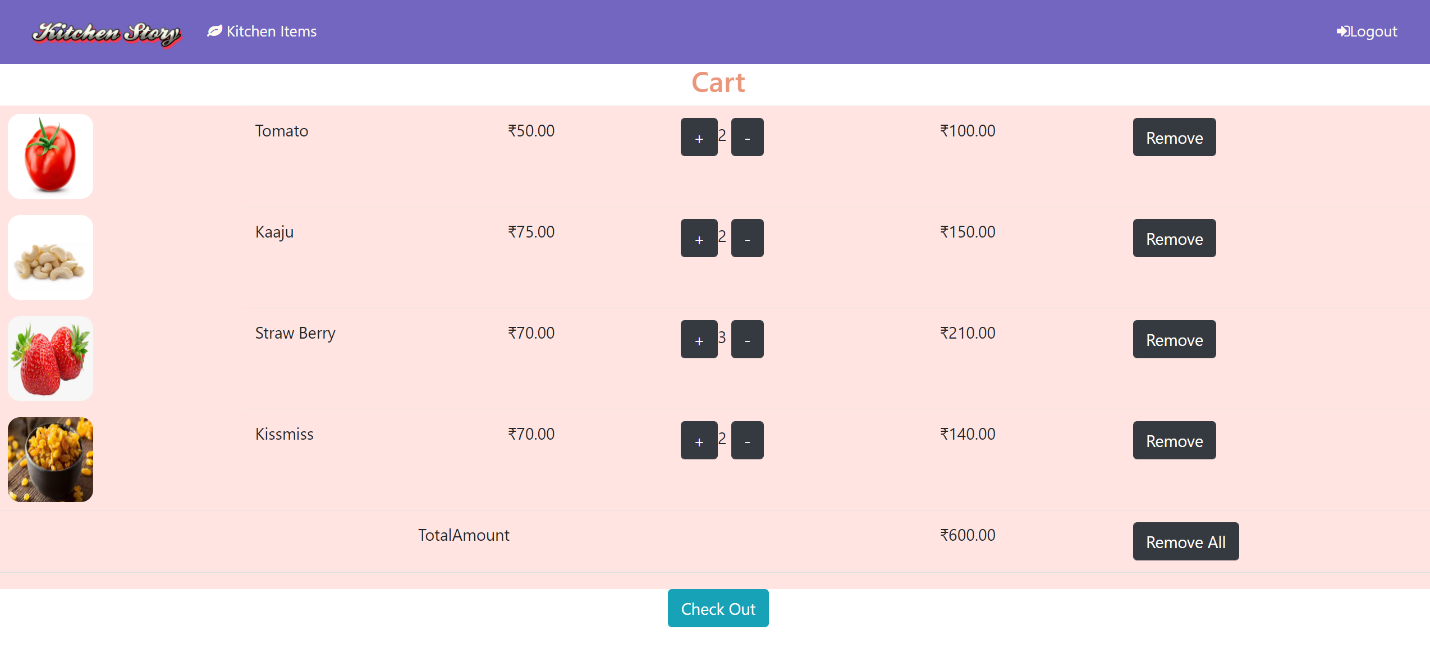 Kitchen Story Kitchen Items Logout
Cart
Tomato ₹50.00 + 2 - ₹100.00 Remove
Kaaju ₹75.00 + 2 - ₹150.00 Remove
Straw Berry ₹70.00 + 3 - ₹210.00 Remove
Kissmiss ₹70.00 + 2 - ₹140.00 Remove
TotalAmount ₹600.00 Remove All
Check Out